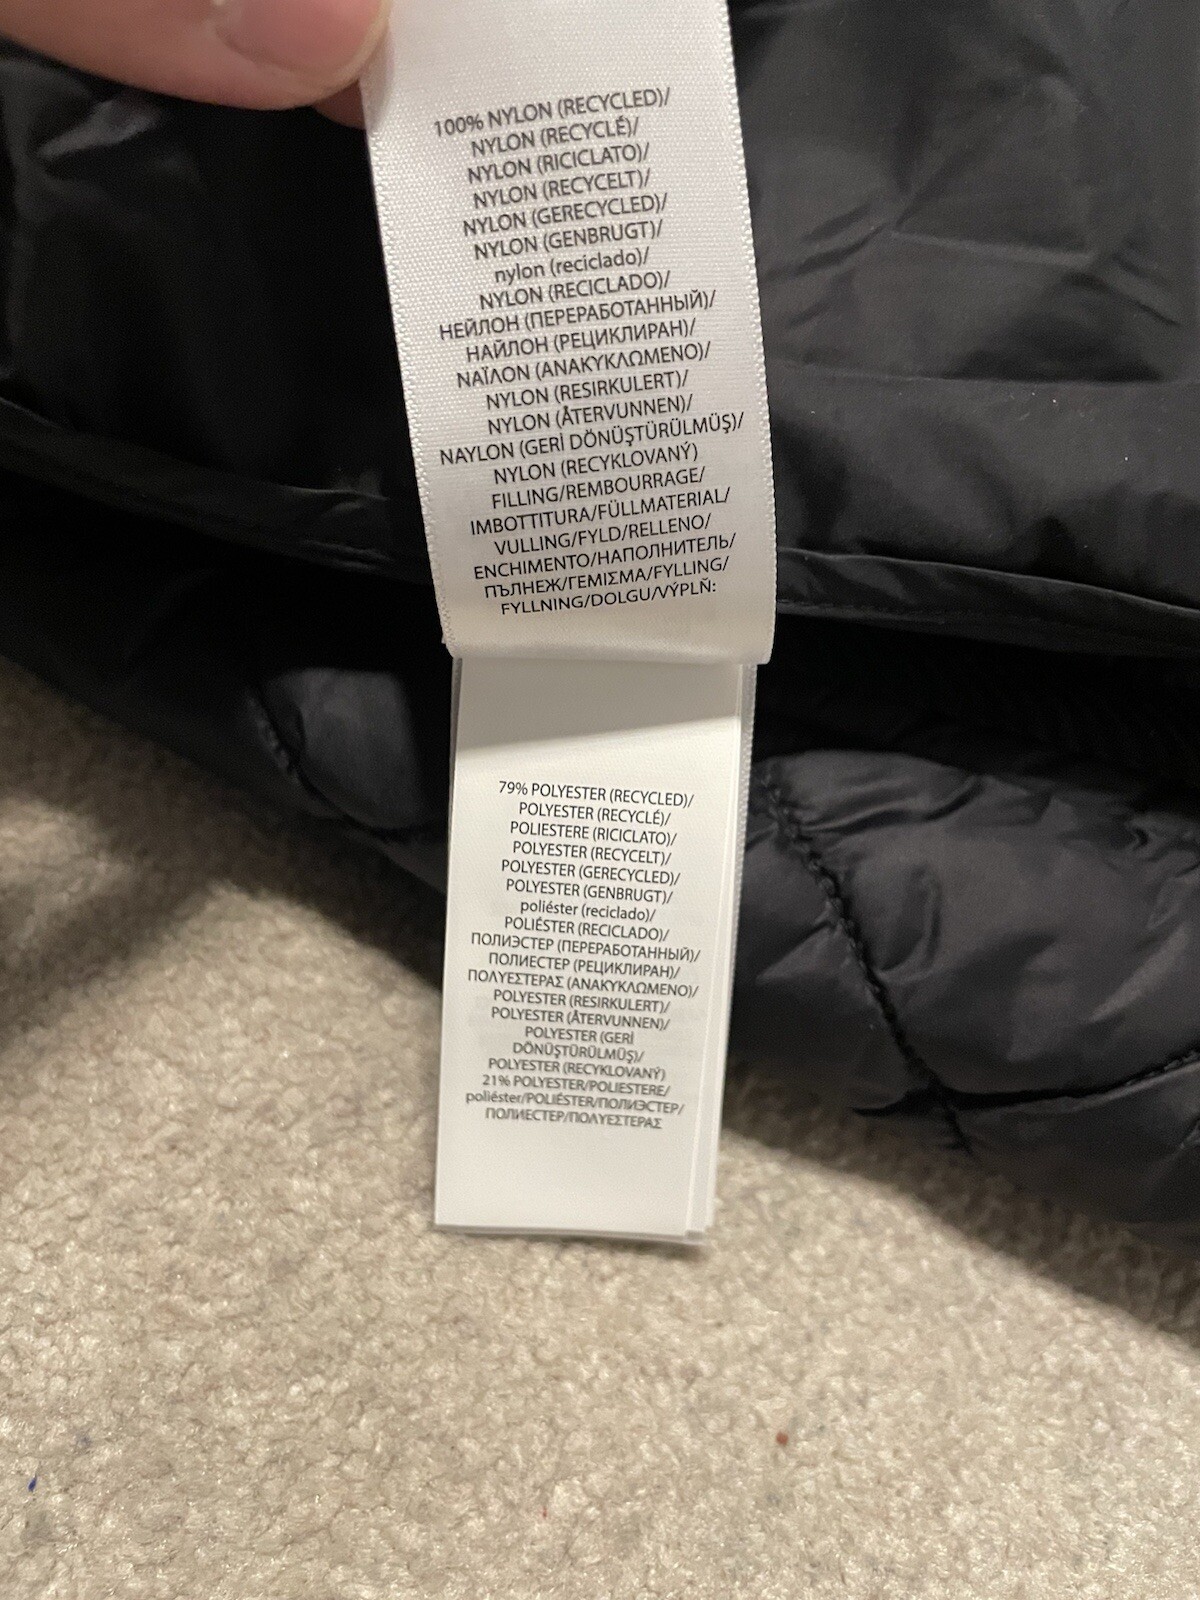 100% NYLON (RECYCLED)/
NYLON (RECYCLÉ)/
NYLON (RICICLATO)/
NYLON (RECYCELT)/
NYLON (GERECYCLED)/
NYLON (GENBRUGT)/
nylon (reciclado)/
NYLON (RECICLADO)/
НЕЙЛОН (ПЕРЕРАБОТАННЫЙ)/
НАЙЛОН (РЕЦИКЛИРАН)/
ΝΑΪΛΟΝ (ΑΝΑΚΥΚΛΩΜΕΝΟ)/
NYLON (RESIRKULERT)/
NYLON (ÅTERVUNNEN)/
NAYLON (GERİ DÖNÜŞTÜRÜLMÜŞ)/
NYLON (RECYKLOVANÝ)
FILLING/REMBOURRAGE/
IMBOTTITURA/FÜLLMATERIAL/
VULLING/FYLD/RELLENO/
ENCHIMENTO/НАПОЛНИТЕЛЬ/
ПЪЛНЕЖ/ΓΕΜΙΣΜΑ/FYLLING/
FYLLNING/DOLGU/VÝPLŇ:
79% POLYESTER (RECYCLED)/
POLYESTER (RECYCLÉ)/
POLIESTERE (RICICLATO)/
POLYESTER (RECYCELT)/
POLYESTER (GERECYCLED)/
POLYESTER (GENBRUGT)/
poliéster (reciclado)/
POLIÉSTER (RECICLADO)/
ПОЛИЭСТЕР (ПЕРЕРАБОТАННЫЙ)/
ПОЛИЕСТЕР (РЕЦИКЛИРАН)/
ΠΟΛΥΕΣΤΕΡΑΣ (ΑΝΑΚΥΚΛΩΜΕΝΟ)/
POLYESTER (RESIRKULERT)/
POLYESTER (ÅTERVUNNEN)/
POLYESTER (GERİ
DÖNÜŞTÜRÜLMÜŞ)/
POLYESTER (RECYKLOVANÝ)
21% POLYESTER/POLIESTERE/
poliéster/POLIÉSTER/ПОЛИЭСТЕР/
ПОЛИЕСТЕР/ΠΟΛΥΕΣΤΕΡΑΣ